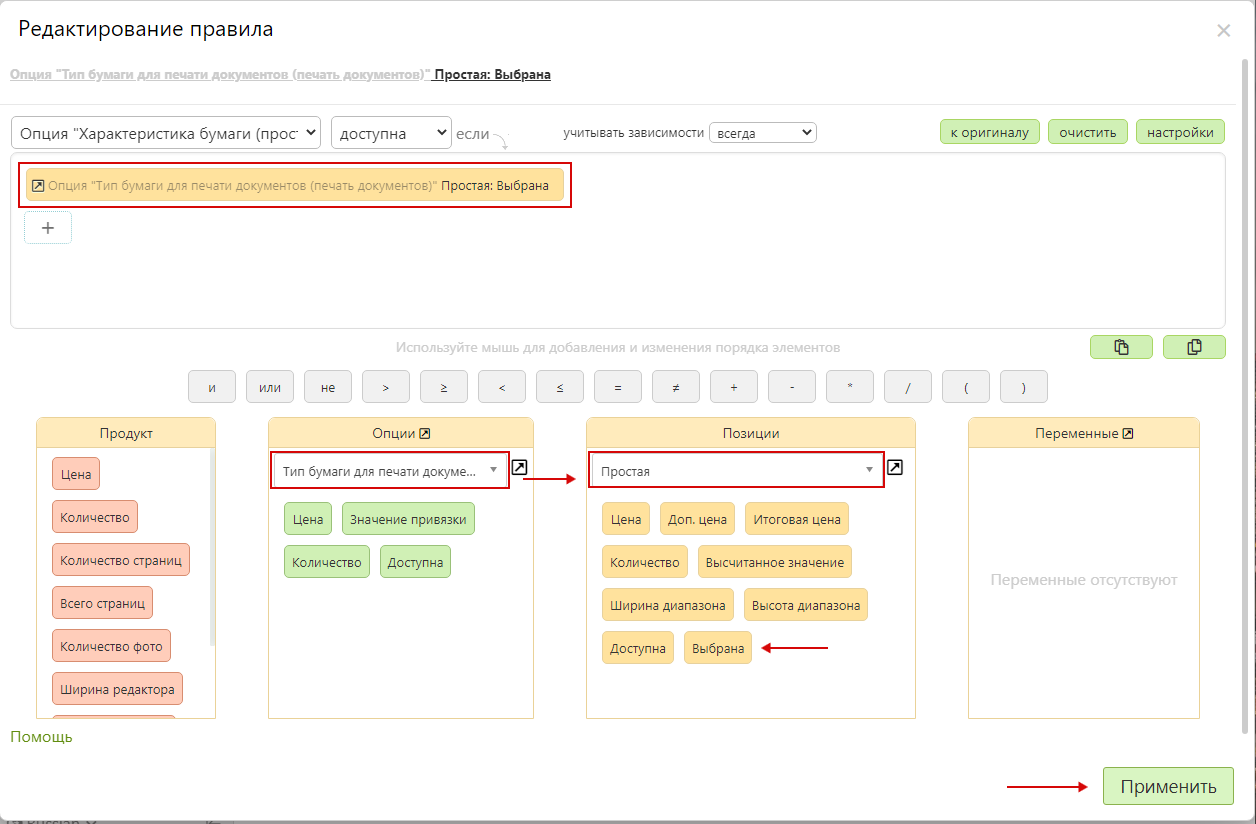 Редактирование правила
Опция "Тип бумаги для печати документов (печать документов)" Простая: Выбрана
Опция "Характеристика бумаги (прост доступна если учитывать зависимости всегда к оригиналу очистить настройки
Опция "Тип бумаги для печати документов (печать документов)" Простая: Выбрана
+
Используйте мышь для добавления и изменения порядка элементов
и или не > ≥ < ≤ = ≠ + - * / ( )
Продукт
Цена
Количество
Количество страниц
Всего страниц
Количество фото
Ширина редактора
Опции
Тип бумаги для печати докуме...
Цена Значение привязки
Количество Доступна
Позиции
Простая
Цена Доп. цена Итоговая цена
Количество Высчитанное значение
Ширина диапазона Высота диапазона
Доступна Выбрана
Переменные
Переменные отсутствуют
Помощь
Применить